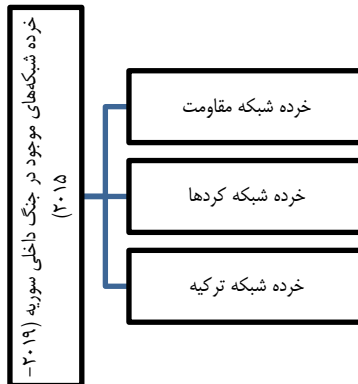 خرده شبکه‌های موجود در جنگ داخلی سوریه (۲۰۱۹-
۲۰۱۵)
خرده شبکه مقاومت
خرده شبکه کردها
خرده شبکه ترکیه